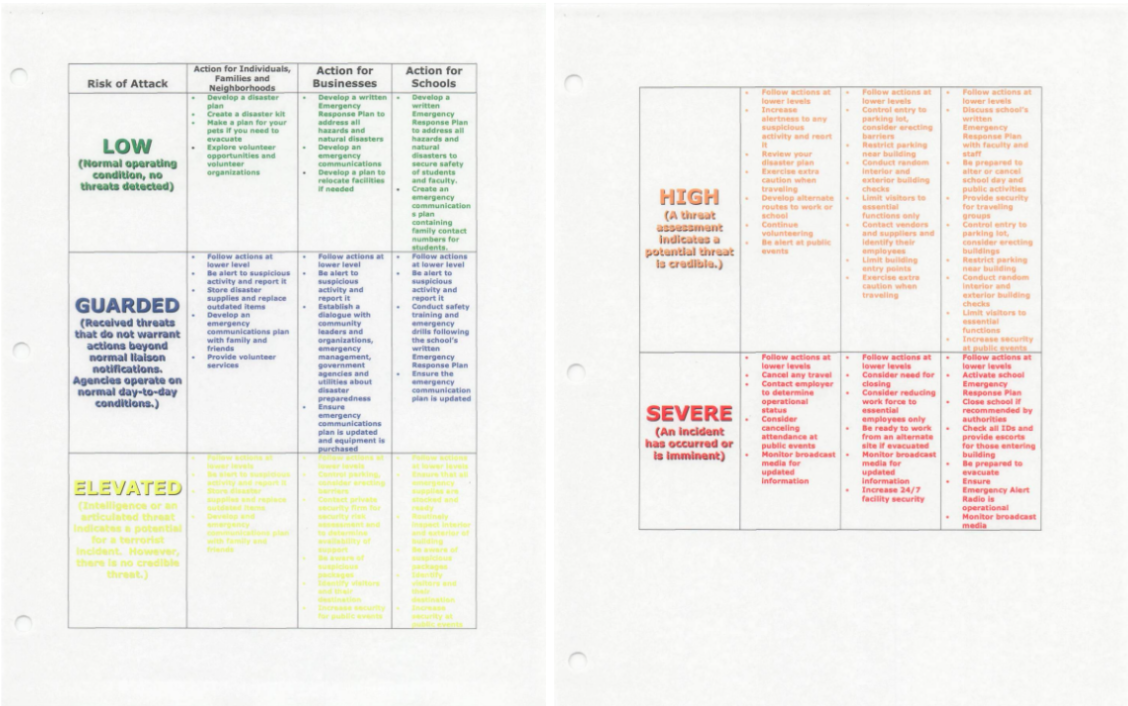 Risk of Attack
Action for Individuals,
Families and
Neighborhoods
Action for
Businesses
Action for
Schools
LOW
(Normal operating
condition, no
threats detected)
• Develop a disaster
plan
• Create a disaster kit
• Make a plan for your
pets if you need to
evacuate
• Explore volunteer
opportunities and
volunteer
organizations
• Develop a written
Emergency
Response Plan to
address all
hazards and
natural disasters
• Develop an
emergency
communications
• Develop a plan to
relocate facilities
if needed
• Develop a
written
Emergency
Response Plan
to address all
hazards and
natural
disasters to
secure safety
of students
and faculty.
• Create an
emergency
communication
s plan
containing
family contact
numbers for
students.
GUARDED
(Received threats
that do not warrant
actions beyond
normal liaison
notifications.
Agencies operate on
normal day-to-day
conditions.)
• Follow actions at
lower level
• Be alert to suspicious
activity and report it
• Store disaster
supplies and replace
outdated items
• Develop an
emergency
communications plan
with family and
friends
• Provide volunteer
services
• Follow actions at
lower level
• Be alert to
suspicious
activity and
report it
• Establish a
dialogue with
community
leaders and
organizations,
emergency
management,
government
agencies and
utilities about
disaster
preparedness
• Ensure
emergency
communications
plan is updated
and equipment is
purchased
• Follow actions
at lower level
• Be alert to
suspicious
activity and
report it
• Conduct safety
training and
emergency
drills following
the school's
written
Emergency
Response Plan
• Ensure the
emergency
communication
plan is updated
ELEVATED
(Intelligence or an
articulated threat
indicates a potential
for a terrorist
incident. However,
there is no credible
threat.)
• Follow actions at
lower levels
• Be alert to suspicious
activity and report it
• Store disaster
supplies and replace
outdated items
• Develop and
emergency
communications plan
with family and
friends
• Follow actions at
lower levels
• Control parking,
consider erecting
barriers
• Contact private
security firm for
security risk
assessment and
to determine
availability of
support
• Be aware of
suspicious
packages
• Identify visitors
and their
destination
• Increase security
for public events
• Follow actions
at lower levels
• Ensure that all
emergency
supplies are
stocked and
ready
• Routinely
inspect interior
and exterior of
building
• Be aware of
suspicious
packages
• Identify
visitors and
their
destination
• Increase
security at
public events
HIGH
(A threat
assessment
indicates a
potential threat
is credible.)
• Follow actions at
lower levels
• Increase
alertness to any
suspicious
activity and reort
it
• Review your
disaster plan
• Exercise extra
caution when
traveling
• Develop alternate
routes to work or
school
• Continue
volunteering
• Be alert at public
events
• Follow actions at
lower levels
• Control entry to
parking lot,
consider erecting
barriers
• Restrict parking
near building
• Conduct random
interior and
exterior building
checks
• Limit visitors to
essential
functions only
• Contact vendors
and suppliers and
identify their
employees
• Limit building
entry points
• Exercise extra
caution when
traveling
• Follow actions at
lower levels
• Discuss school's
written
Emergency
Response Plan
with faculty and
staff
• Be prepared to
alter or cancel
school day and
public activities
• Provide security
for traveling
groups
• Control entry to
parking lot,
consider erecting
buildings
• Restrict parking
near building
• Conduct random
interior and
exterior building
checks
• Limit visitors to
essential
functions
• Increase security
at public events
SEVERE
(An incident
has occurred or
is imminent)
• Follow actions at
lower levels
• Cancel any travel
• Contact employer
to determine
operational
status
• Consider
canceling
attendance at
public events
• Monitor broadcast
media for
updated
information
• Follow actions at
lower levels
• Consider need for
closing
• Consider reducing
work force to
essential
employees only
• Be ready to work
from an alternate
site if evacuated
• Monitor broadcast
media for
updated
information
• Increase 24/7
facility security
• Follow actions at
lower levels
• Activate school
Emergency
Response Plan
• Close school if
recommended by
authorities
• Check all IDs and
provide escorts
for those entering
building
• Be prepared to
evacuate
• Ensure
Emergency Alert
Radio is
operational
• Monitor broadcast
media